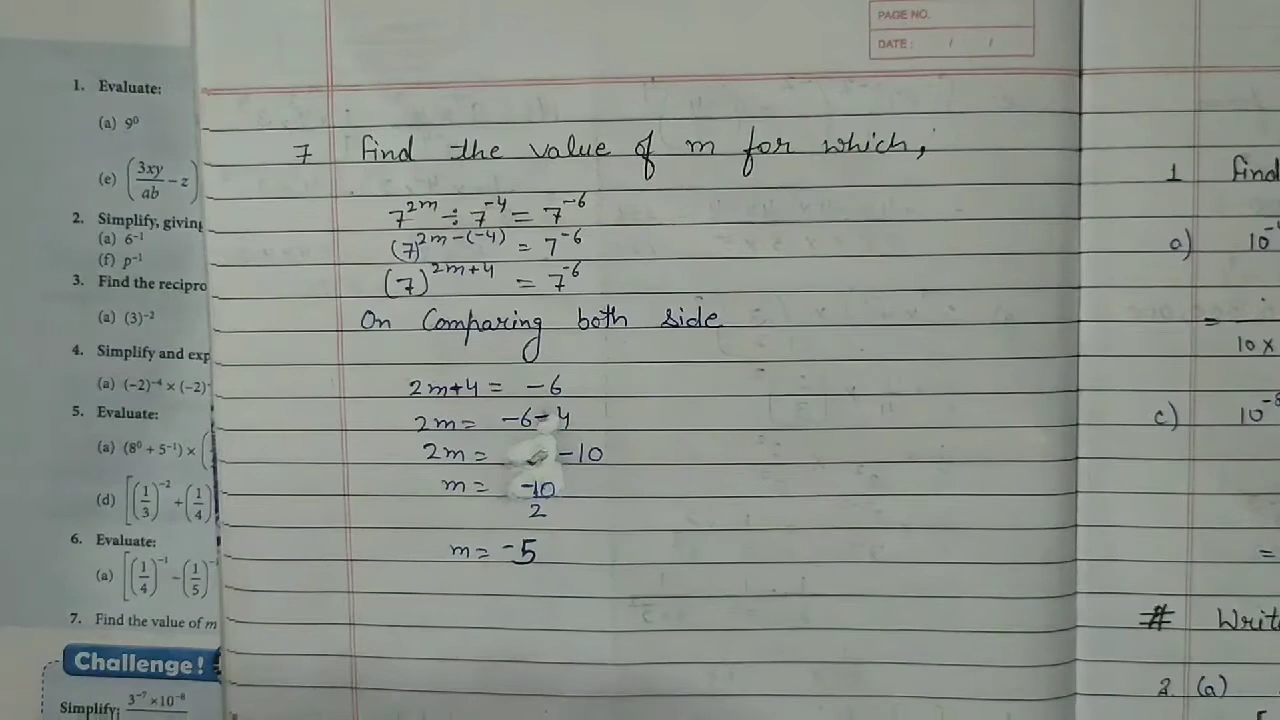 PAGE NO.
DATE : / /
1. Evaluate:
(a) 9⁰
(e) (3xy/ab − z)
2. Simplify, giving
(a) 6⁻¹
(f) p⁻¹
3. Find the recipro
(a) (3)⁻²
4. Simplify and exp
(a) (−2)⁻⁴ × (−2)
5. Evaluate:
(a) (8⁰ + 5⁻¹) × (
(d) [(1/3)⁻² + (1/4)
6. Evaluate:
(a) [(1/4)⁻¹ − (1/5)⁻
7. Find the value of m
Challenge!
Simplify: 3⁻⁷ × 10⁻⁸
7 Find the value of m for which,
7²ᵐ ÷ 7⁻⁴ = 7⁻⁶
(7)²ᵐ⁻⁽⁻⁴⁾ = 7⁻⁶
(7)²ᵐ⁺⁴ = 7⁻⁶
On Comparing both side
2m+4 = −6
2m = −6−4
2m = −10
m = −10/2
m = −5
1 Find
a) 10⁻
=
10 ×
c) 10⁻⁸
=
# Writ
2 (a)